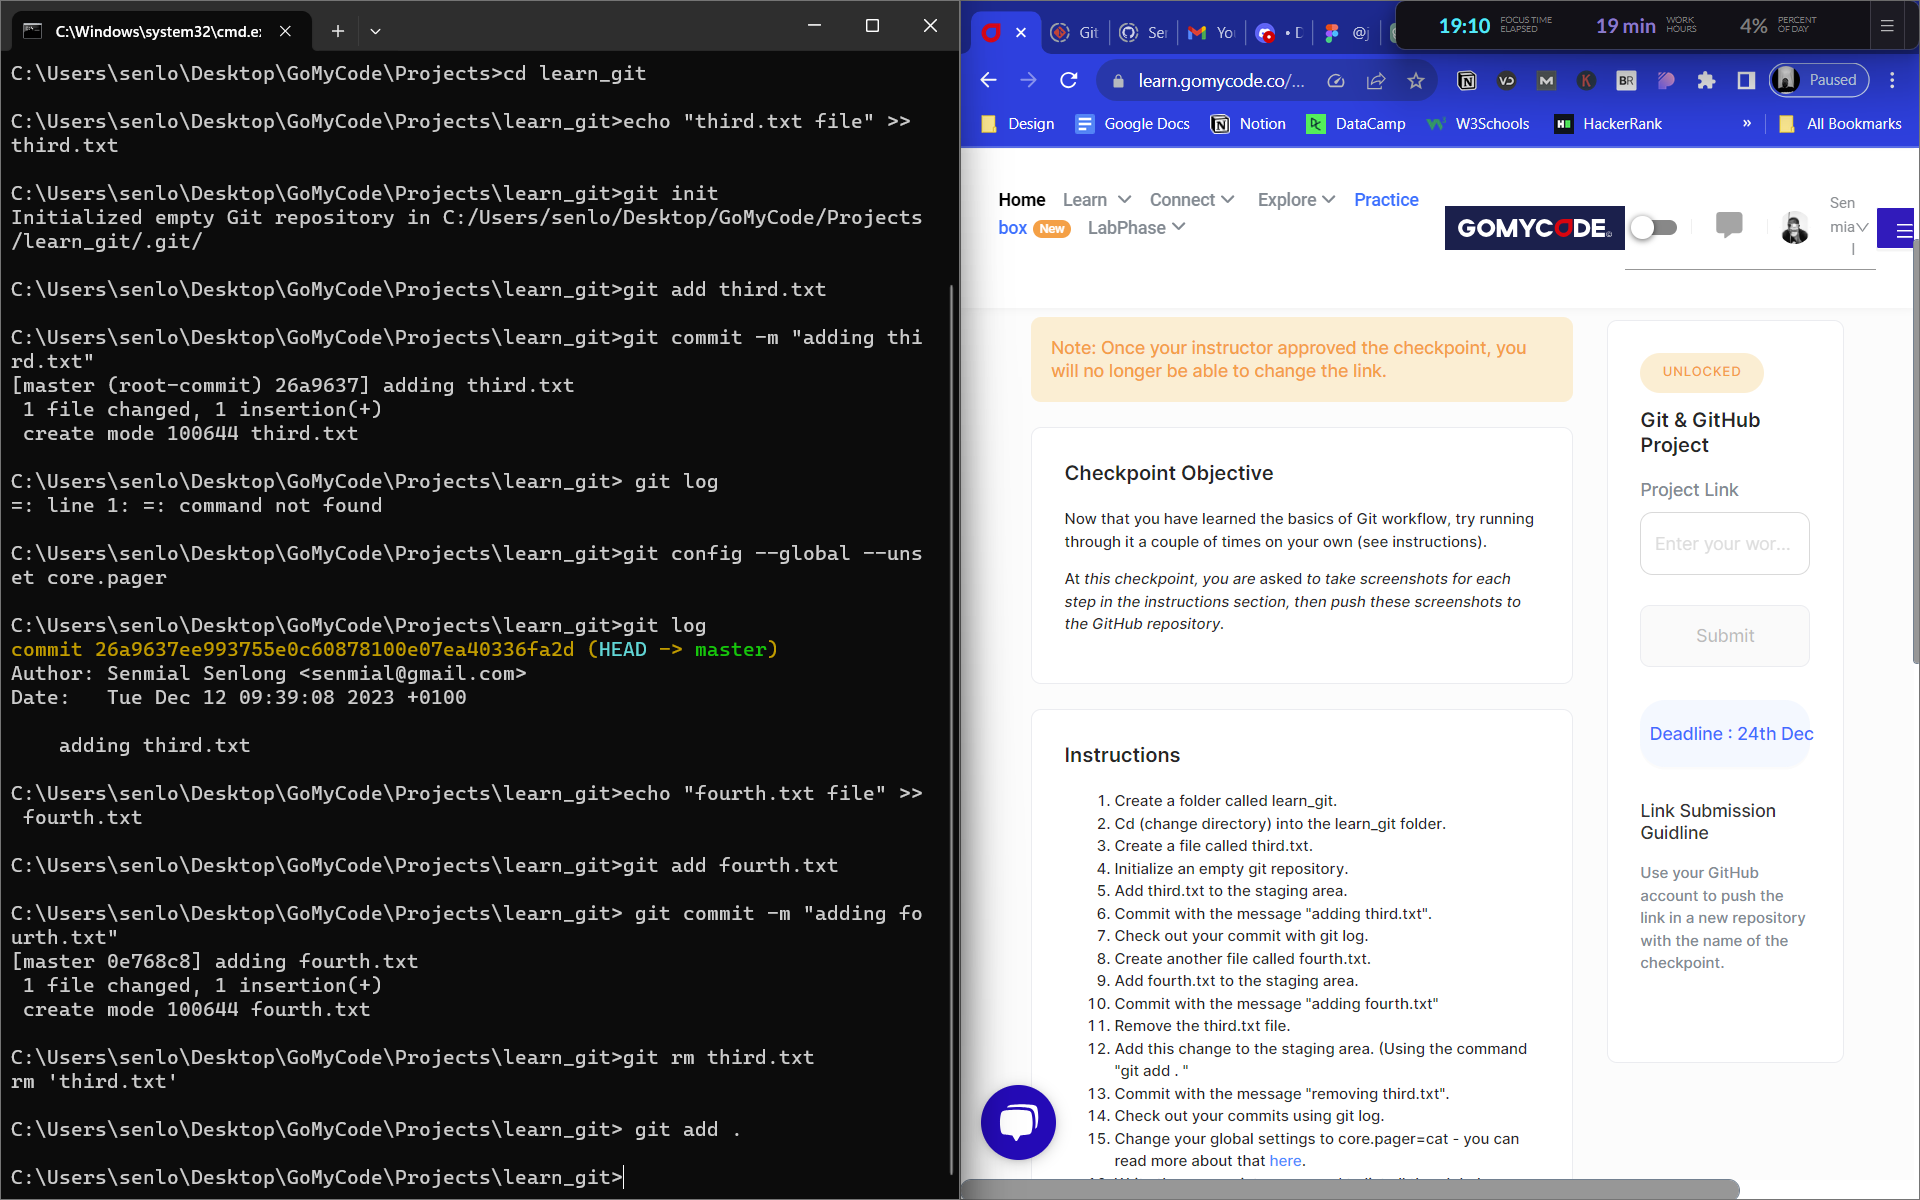 C:\Windows\system32\cmd.e:
C:\Users\senlo\Desktop\GoMyCode\Projects>cd learn_git
C:\Users\senlo\Desktop\GoMyCode\Projects\learn_git>echo "third.txt file" >>
third.txt
C:\Users\senlo\Desktop\GoMyCode\Projects\learn_git>git init
Initialized empty Git repository in C:/Users/senlo/Desktop/GoMyCode/Projects
/learn_git/.git/
C:\Users\senlo\Desktop\GoMyCode\Projects\learn_git>git add third.txt
C:\Users\senlo\Desktop\GoMyCode\Projects\learn_git>git commit -m "adding thi
rd.txt"
[master (root-commit) 26a9637] adding third.txt
 1 file changed, 1 insertion(+)
 create mode 100644 third.txt
C:\Users\senlo\Desktop\GoMyCode\Projects\learn_git> git log
=: line 1: =: command not found
C:\Users\senlo\Desktop\GoMyCode\Projects\learn_git>git config --global --uns
et core.pager
C:\Users\senlo\Desktop\GoMyCode\Projects\learn_git>git log
commit 26a9637ee993755e0c60878100e07ea40336fa2d (HEAD -> master)
Author: Senmial Senlong <senmial@gmail.com>
Date:   Tue Dec 12 09:39:08 2023 +0100
    adding third.txt
C:\Users\senlo\Desktop\GoMyCode\Projects\learn_git>echo "fourth.txt file" >>
 fourth.txt
C:\Users\senlo\Desktop\GoMyCode\Projects\learn_git>git add fourth.txt
C:\Users\senlo\Desktop\GoMyCode\Projects\learn_git> git commit -m "adding fo
urth.txt"
[master 0e768c8] adding fourth.txt
 1 file changed, 1 insertion(+)
 create mode 100644 fourth.txt
C:\Users\senlo\Desktop\GoMyCode\Projects\learn_git>git rm third.txt
rm 'third.txt'
C:\Users\senlo\Desktop\GoMyCode\Projects\learn_git> git add .
C:\Users\senlo\Desktop\GoMyCode\Projects\learn_git>
Git Ser Yo
19:10 FOCUS TIME ELAPSED 19 min WORK HOURS 4% PERCENT OF DAY
learn.gomycode.co/... Paused
Design Google Docs Notion DataCamp W3Schools HackerRank » All Bookmarks
Home Learn Connect Explore Practice
box New LabPhase
GOMYCODE
Sen
mia
l
Note: Once your instructor approved the checkpoint, you
will no longer be able to change the link.
Checkpoint Objective
Now that you have learned the basics of Git workflow, try running
through it a couple of times on your own (see instructions).
At this checkpoint, you are asked to take screenshots for each
step in the instructions section, then push these screenshots to
the GitHub repository.
Instructions
1. Create a folder called learn_git.
2. Cd (change directory) into the learn_git folder.
3. Create a file called third.txt.
4. Initialize an empty git repository.
5. Add third.txt to the staging area.
6. Commit with the message "adding third.txt".
7. Check out your commit with git log.
8. Create another file called fourth.txt.
9. Add fourth.txt to the staging area.
10. Commit with the message "adding fourth.txt"
11. Remove the third.txt file.
12. Add this change to the staging area. (Using the command
"git add . "
13. Commit with the message "removing third.txt".
14. Check out your commits using git log.
15. Change your global settings to core.pager=cat - you can
read more about that here.
UNLOCKED
Git & GitHub
Project
Project Link
Enter your wor...
Submit
Deadline : 24th Dec
Link Submission
Guidline
Use your GitHub
account to push the
link in a new repository
with the name of the
checkpoint.